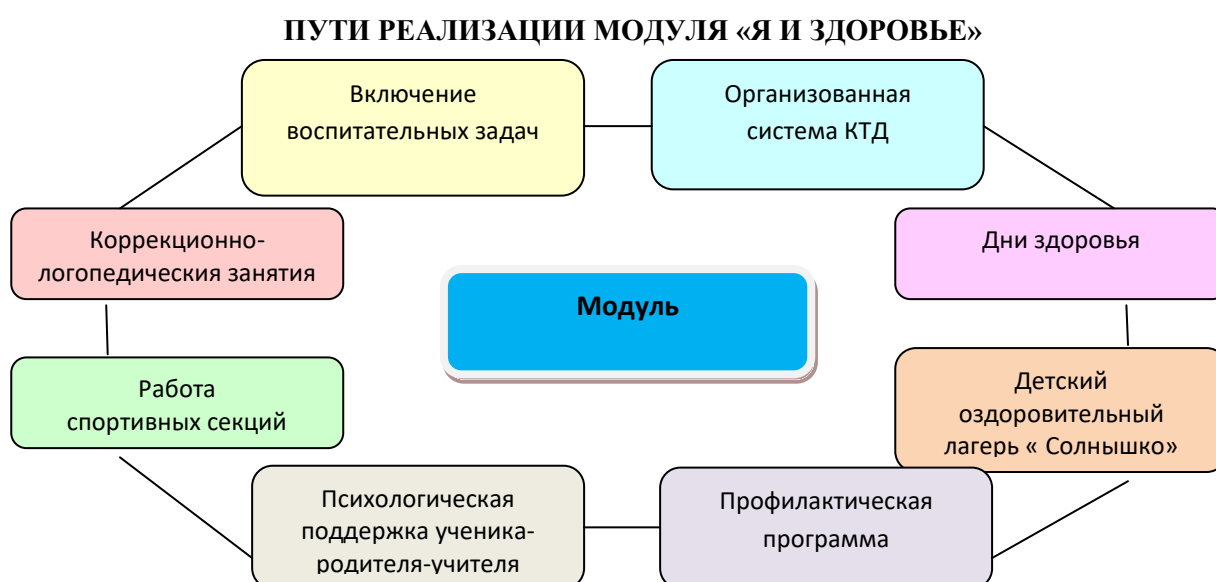 ПУТИ РЕАЛИЗАЦИИ МОДУЛЯ «Я И ЗДОРОВЬЕ»
Включение
воспитательных задач
Организованная
система КТД
Коррекционно-
логопедическия занятия
Дни здоровья
Модуль
Работа
спортивных секций
Детский
оздоровительный
лагерь « Солнышко»
Психологическая
поддержка ученика-
родителя-учителя
Профилактическая
программа